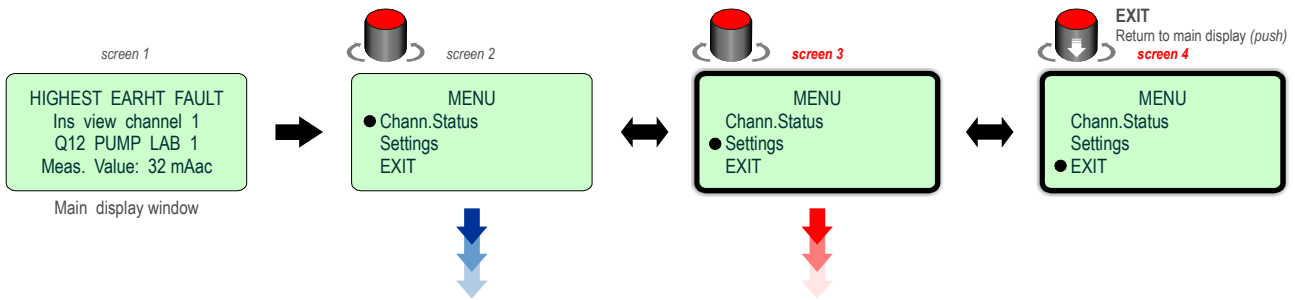 EXIT
Return to main display (push)
screen 1
screen 2
screen 3
screen 4
HIGHEST EARHT FAULT
Ins view channel 1
Q12 PUMP LAB 1
Meas. Value: 32 mAac
Main display window
MENU
Chann.Status
Settings
EXIT
MENU
Chann.Status
Settings
EXIT
MENU
Chann.Status
Settings
EXIT